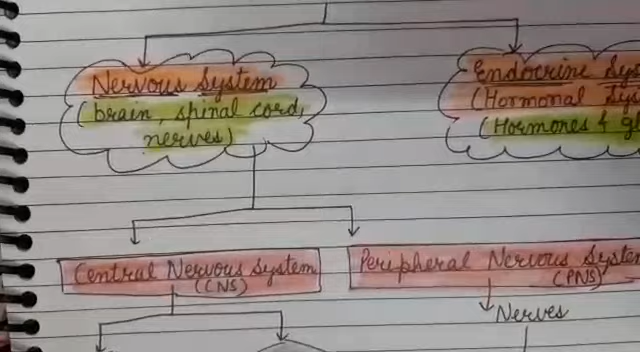 Nervous System
(brain, spinal cord,
nerves)
Endocrine Sys
(Hormonal Sys
(Hormones & gl
Central Nervous System
(CNS)
Peripheral Nervous System
(PNS)
Nerves